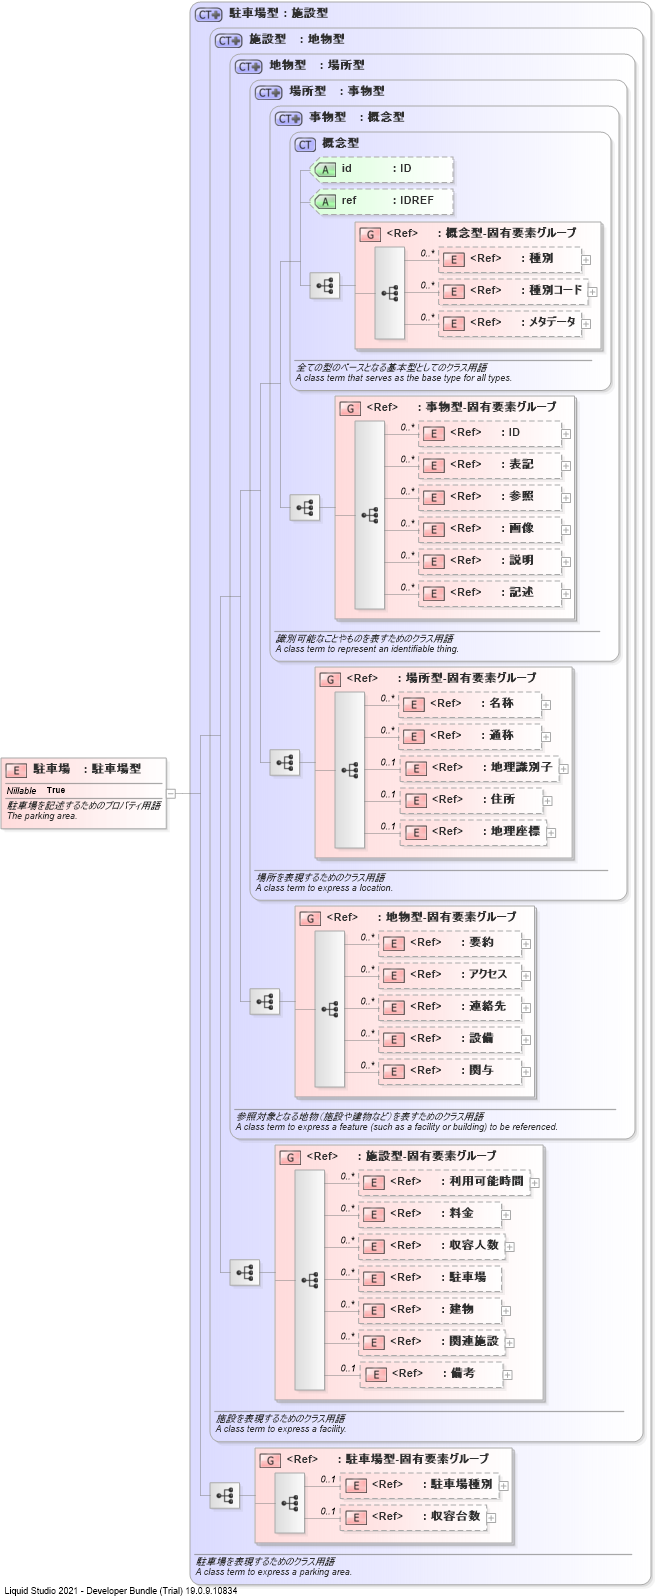 CT 駐車場型 : 施設型
CT 施設型 : 地物型
CT 地物型 : 場所型
CT 場所型 : 事物型
CT 事物型 : 概念型
CT 概念型
A id : ID
A ref : IDREF
G <Ref> : 概念型-固有要素グループ
0..* E <Ref> : 種別
0..* E <Ref> : 種別コード
0..* E <Ref> : メタデータ
全ての型のベースとなる基本型としてのクラス用語
A class term that serves as the base type for all types.
G <Ref> : 事物型-固有要素グループ
0..* E <Ref> : ID
0..* E <Ref> : 表記
0..* E <Ref> : 参照
0..* E <Ref> : 画像
0..* E <Ref> : 説明
0..* E <Ref> : 記述
識別可能なことやものを表すためのクラス用語
A class term to represent an identifiable thing.
G <Ref> : 場所型-固有要素グループ
0..* E <Ref> : 名称
0..* E <Ref> : 通称
0..1 E <Ref> : 地理識別子
0..1 E <Ref> : 住所
0..1 E <Ref> : 地理座標
E 駐車場 : 駐車場型
Nillable True
駐車場を記述するためのプロパティ用語
The parking area.
場所を表現するためのクラス用語
A class term to express a location.
G <Ref> : 地物型-固有要素グループ
0..* E <Ref> : 要約
0..* E <Ref> : アクセス
0..* E <Ref> : 連絡先
0..* E <Ref> : 設備
0..* E <Ref> : 関与
参照対象となる地物(施設や建物など)を表すためのクラス用語
A class term to express a feature (such as a facility or building) to be referenced.
G <Ref> : 施設型-固有要素グループ
0..* E <Ref> : 利用可能時間
0..* E <Ref> : 料金
0..* E <Ref> : 収容人数
0..* E <Ref> : 駐車場
0..* E <Ref> : 建物
0..* E <Ref> : 関連施設
0..1 E <Ref> : 備考
施設を表現するためのクラス用語
A class term to express a facility.
G <Ref> : 駐車場型-固有要素グループ
0..1 E <Ref> : 駐車場種別
0..1 E <Ref> : 収容台数
駐車場を表現するためのクラス用語
A class term to express a parking area.
Liquid Studio 2021 - Developer Bundle (Trial) 19.0.9.10834